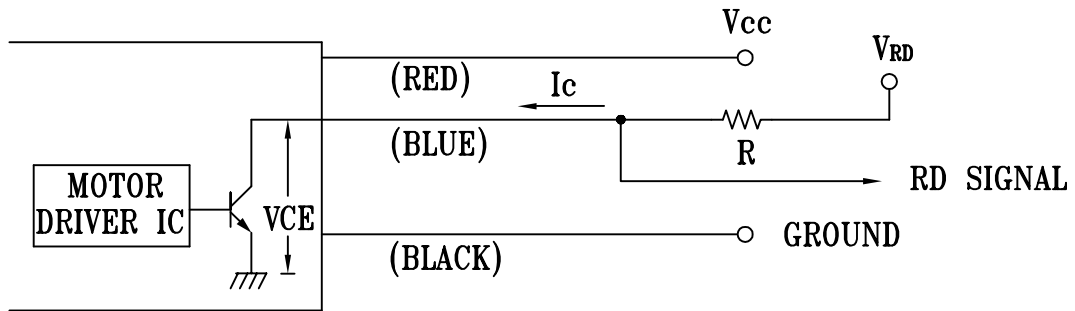 Vcc
VRD
(RED)
Ic
(BLUE)
R
MOTOR
DRIVER IC
VCE
RD SIGNAL
(BLACK)
GROUND